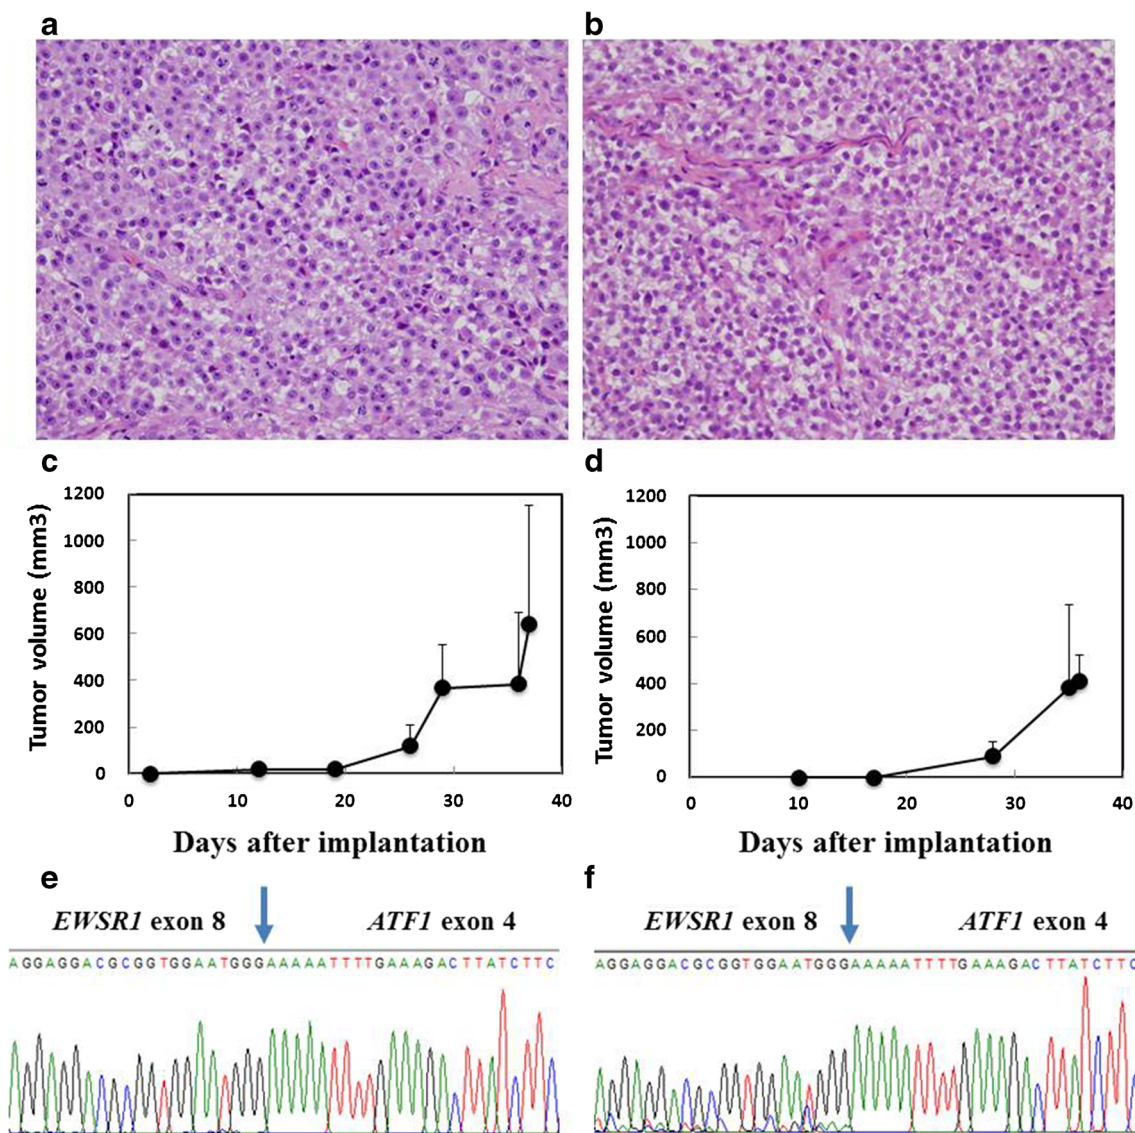 a
b
c
d
1200
1000
800
600
400
200
0
Tumor volume (mm3)
0 10 20 30 40
Days after implantation
1200
1000
800
600
400
200
0
Tumor volume (mm3)
0 10 20 30 40
Days after implantation
e
f
EWSR1 exon 8
ATF1 exon 4
AGGAGGACGCGGTGGAATGGGAAAAATTTTGAAAGACTTATCTTC
EWSR1 exon 8
ATF1 exon 4
AGGAGGACGCGGTGGAATGGGAAAAATTTTGAAAGACTTATCTTC